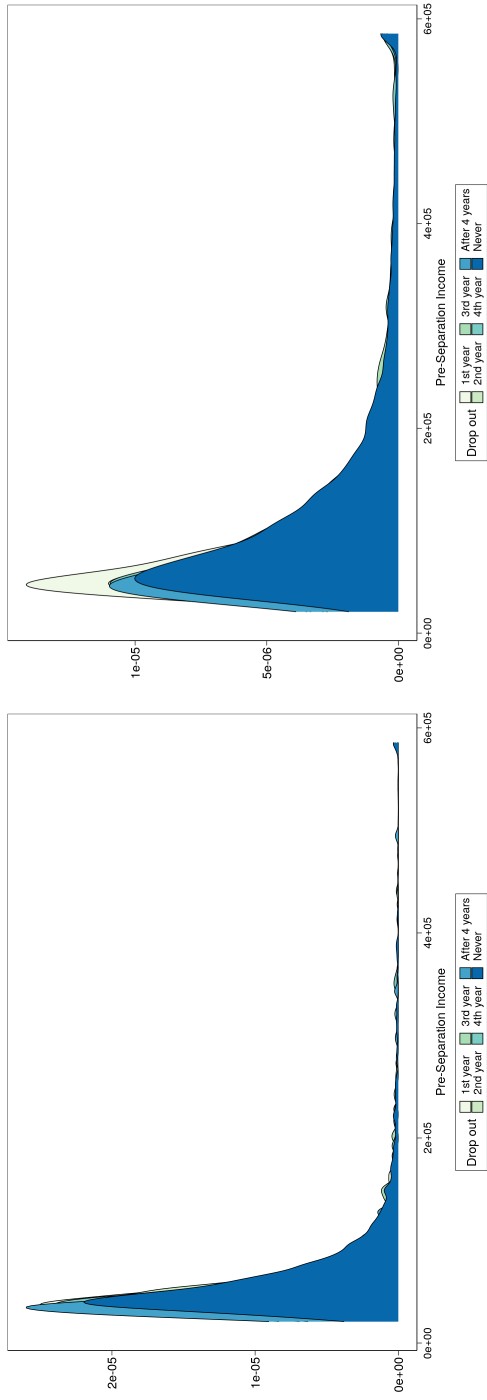 2e-05
1e-05
0e+00
0e+00 2e+05 4e+05 6e+05
Pre-Separation Income
Drop out
1st year 3rd year After 4 years
2nd year 4th year Never
1e-05
5e-06
0e+00
0e+00 2e+05 4e+05 6e+05
Pre-Separation Income
Drop out
1st year 3rd year After 4 years
2nd year 4th year Never